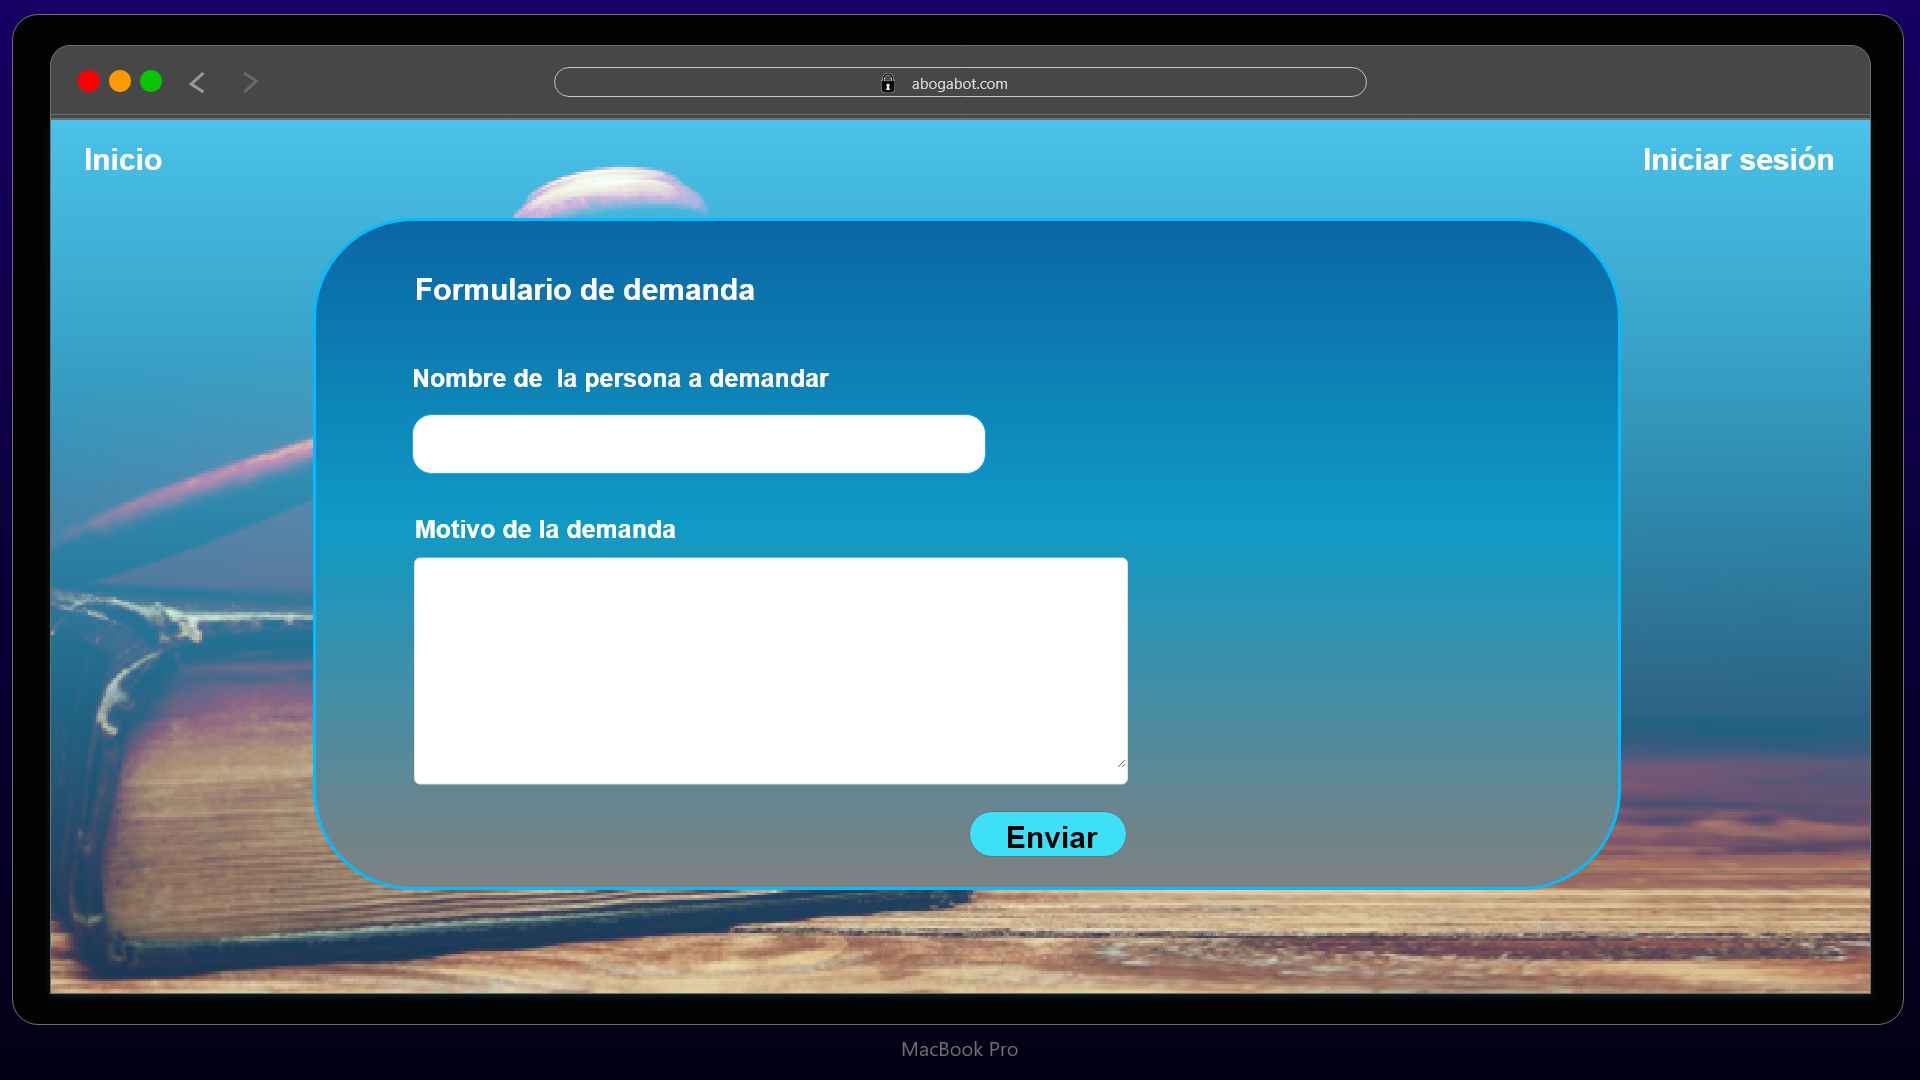 abogabot.com
Inicio
Iniciar sesión
Formulario de demanda
Nombre de  la persona a demandar
Motivo de la demanda
Enviar
MacBook Pro